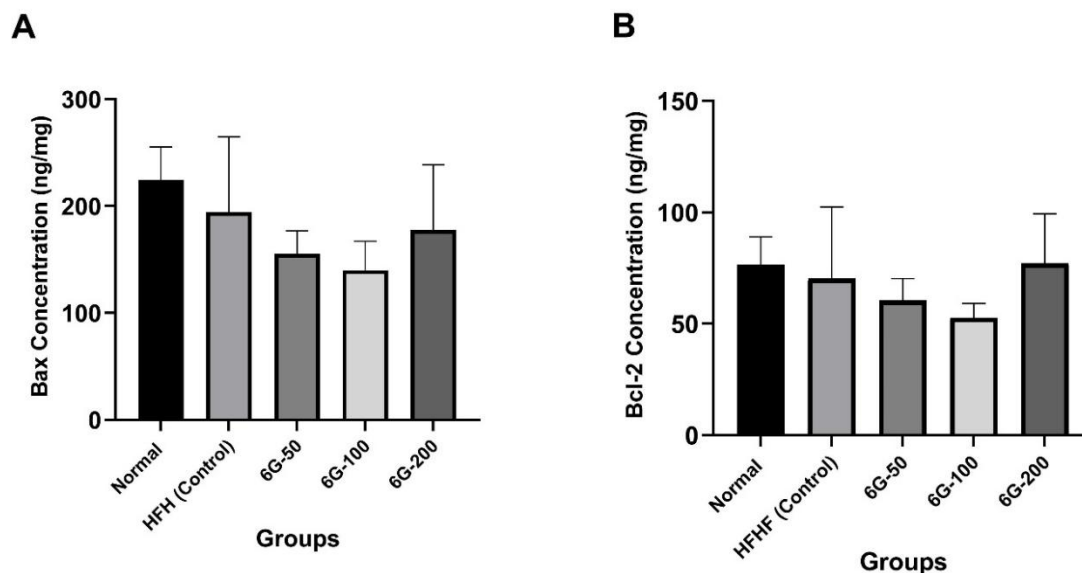 A
Bax Concentration (ng/mg)
300
200
100
0
Normal
HFH (Control)
6G-50
6G-100
6G-200
Groups
B
Bcl-2 Concentration (ng/mg)
150
100
50
0
Normal
HFHF (Control)
6G-50
6G-100
6G-200
Groups